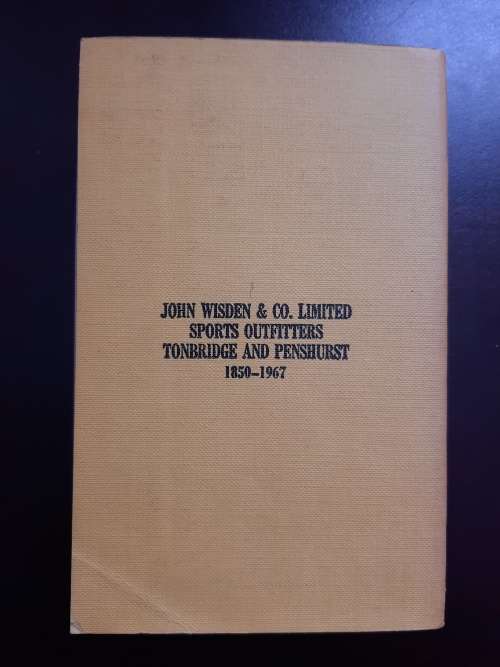 JOHN WISDEN & CO. LIMITED
SPORTS OUTFITTERS
TONBRIDGE AND PENSHURST
1850–1967